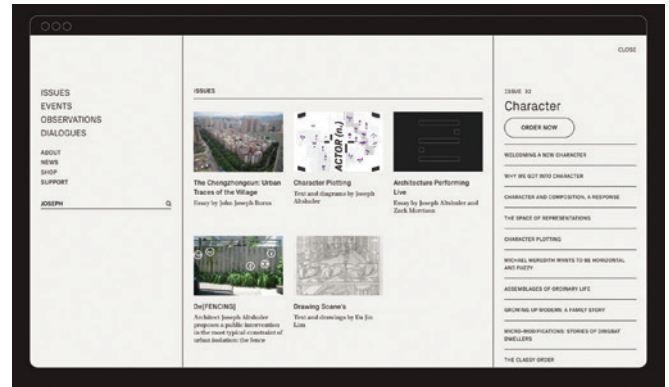 CLOSE
ISSUES
EVENTS
OBSERVATIONS
DIALOGUES
ABOUT
NEWS
SHOP
SUPPORT
JOSEPH
ISSUES
ACTOR (n.)
The Chengzhongcun: Urban
Traces of the Village
Essay by John Joseph Burns
Character Plotting
Text and diagrams by Joseph
Altshuler
Architecture Performing
Live
Essay by Joseph Altshuler and
Zack Morrison
De[FENCING]
Architect Joseph Altshuler
proposes a public intervention
in the most typical constraint of
urban isolation: the fence
Drawing Scene's
Text and drawings by En Jin
Lim
ISSUE 32
Character
ORDER NOW
WELCOMING A NEW CHARACTER
WHY WE GOT INTO CHARACTER
CHARACTER AND COMPOSITION, A RESPONSE
THE SPACE OF REPRESENTATIONS
CHARACTER PLOTTING
MICHAEL MEREDITH WANTS TO BE HORIZONTAL
AND FUZZY
ASSEMBLAGES OF ORDINARY LIFE
GROWING UP MODERN: A FAMILY STORY
MICRO-MODIFICATIONS: STORIES OF DINGBAT
DWELLERS
THE CLASSY ORDER